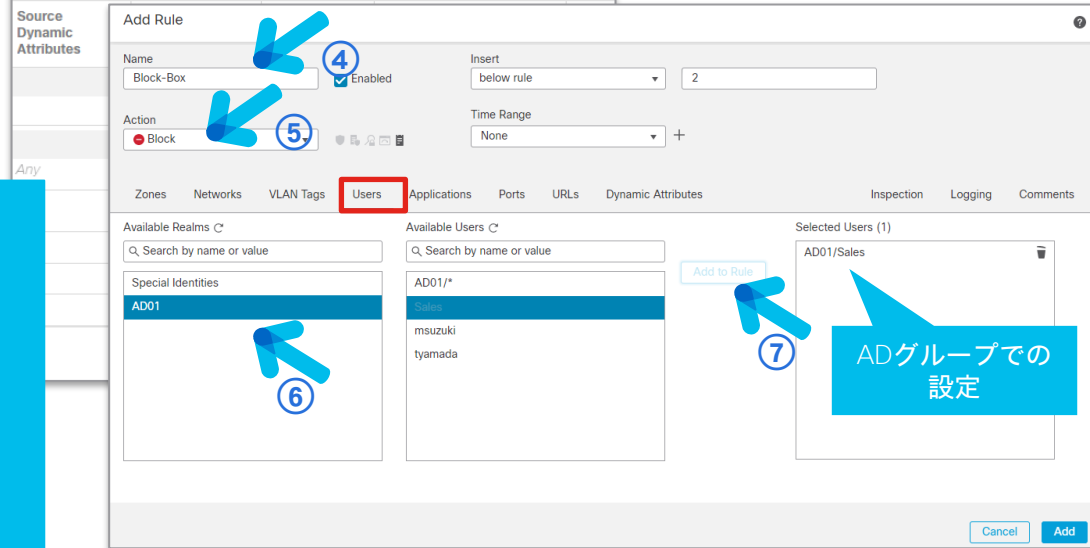 Source
Dynamic
Attributes
Any
Add Rule
?
Name
Block-Box
④
Enabled
Insert
below rule
2
Action
Block
⑤
Time Range
None
+
Zones
Networks
VLAN Tags
Users
Applications
Ports
URLs
Dynamic Attributes
Inspection
Logging
Comments
Available Realms
Search by name or value
Special Identities
AD01
⑥
Available Users
Search by name or value
AD01/*
Sales
msuzuki
tyamada
Add to Rule
⑦
Selected Users (1)
AD01/Sales
ADグループでの
設定
Cancel
Add